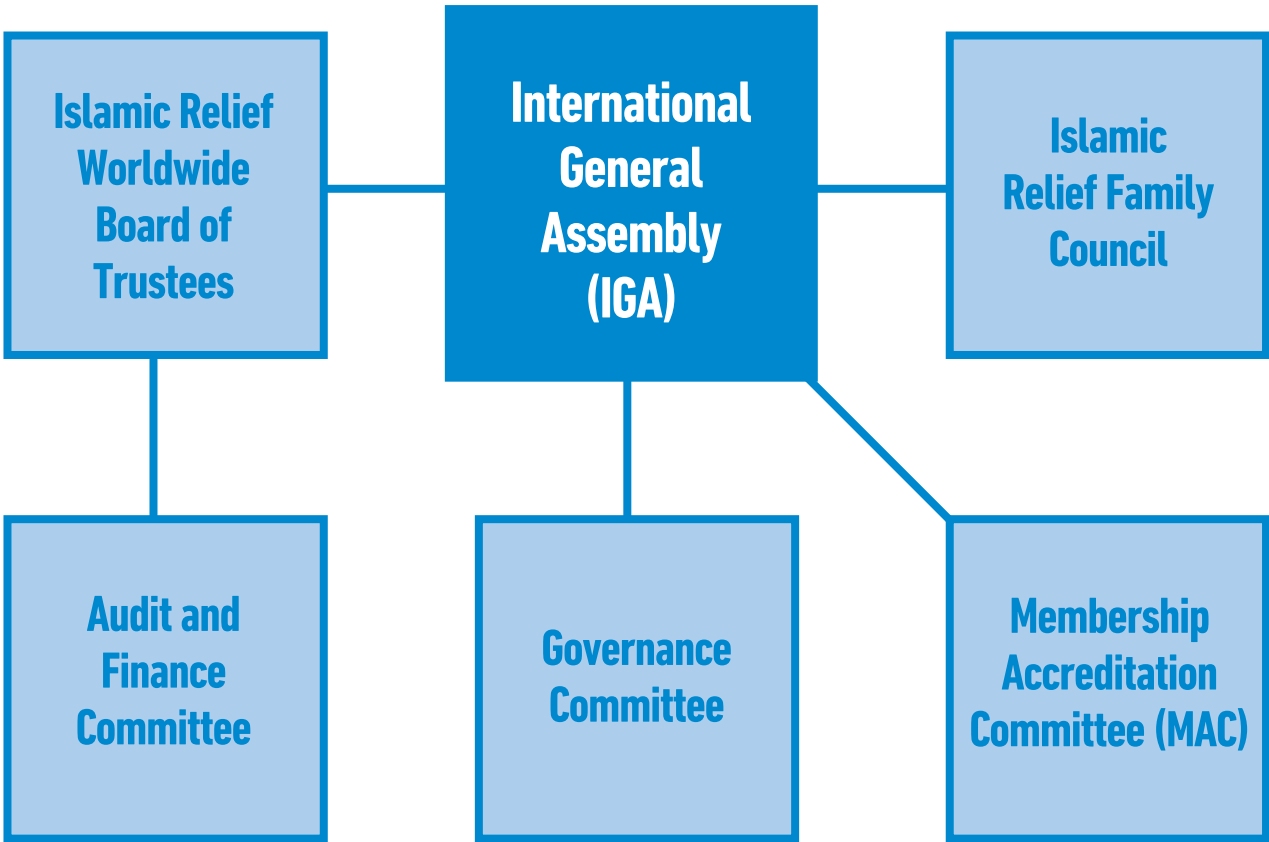 Islamic Relief
Worldwide
Board of
Trustees
International
General
Assembly
(IGA)
Islamic
Relief Family
Council
Audit and
Finance
Committee
Governance
Committee
Membership
Accreditation
Committee (MAC)